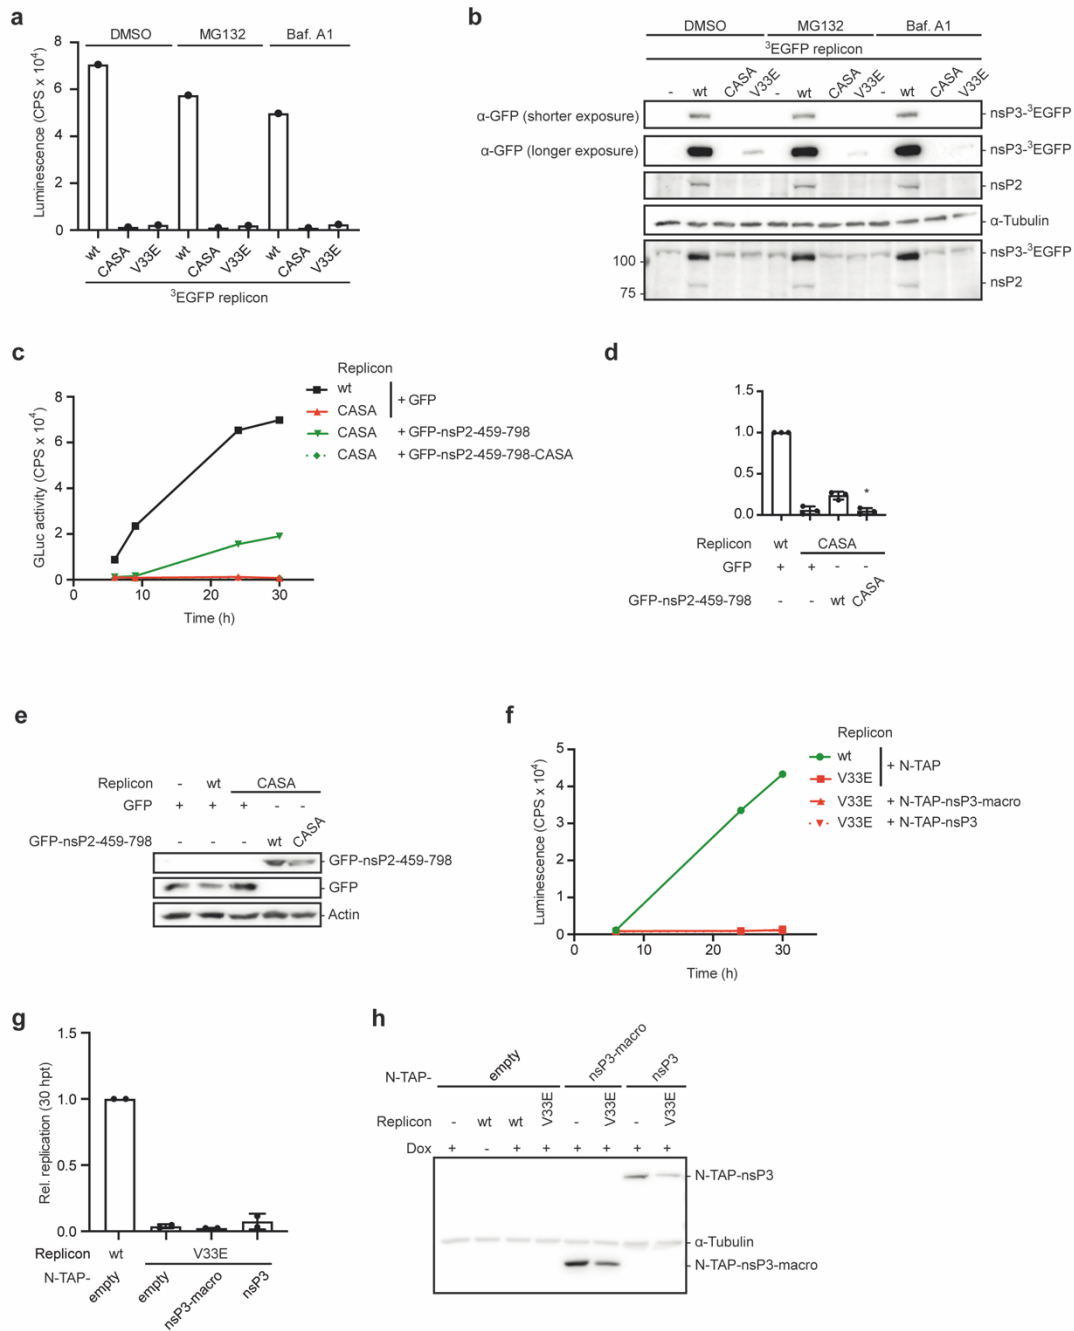 a
DMSO MG132 Baf. A1
Luminescence (CPS x 10⁴)
8
6
4
2
0
wt CASA V33E wt CASA V33E wt CASA V33E
³EGFP replicon
b
DMSO MG132 Baf. A1
³EGFP replicon
- wt CASA V33E - wt CASA V33E - wt CASA V33E
α-GFP (shorter exposure) nsP3-³EGFP
α-GFP (longer exposure) nsP3-³EGFP
nsP2
α-Tubulin
nsP3-³EGFP
100
nsP2
75
c
GLuc activity (CPS x 10⁴)
8
6
4
2
0
0 10 20 30
Time (h)
Replicon
wt
+ GFP
CASA
CASA + GFP-nsP2-459-798
CASA + GFP-nsP2-459-798-CASA
d
1.5
1.0
0.5
0.0
*
Replicon wt CASA
GFP + + - -
GFP-nsP2-459-798 - - wt CASA
e
Replicon - wt CASA
GFP + + + - -
GFP-nsP2-459-798 - - - wt CASA
GFP-nsP2-459-798
GFP
Actin
f
Luminescence (CPS x 10⁴)
5
4
3
2
1
0
0 10 20 30
Time (h)
Replicon
wt
+ N-TAP
V33E
V33E + N-TAP-nsP3-macro
V33E + N-TAP-nsP3
g
Rel. replication (30 hpt)
1.5
1.0
0.5
0.0
Replicon wt V33E
N-TAP- empty empty nsP3-macro nsP3
h
N-TAP- empty nsP3-macro nsP3
Replicon - wt wt V33E - V33E - V33E
Dox + - + + + + + +
N-TAP-nsP3
α-Tubulin
N-TAP-nsP3-macro